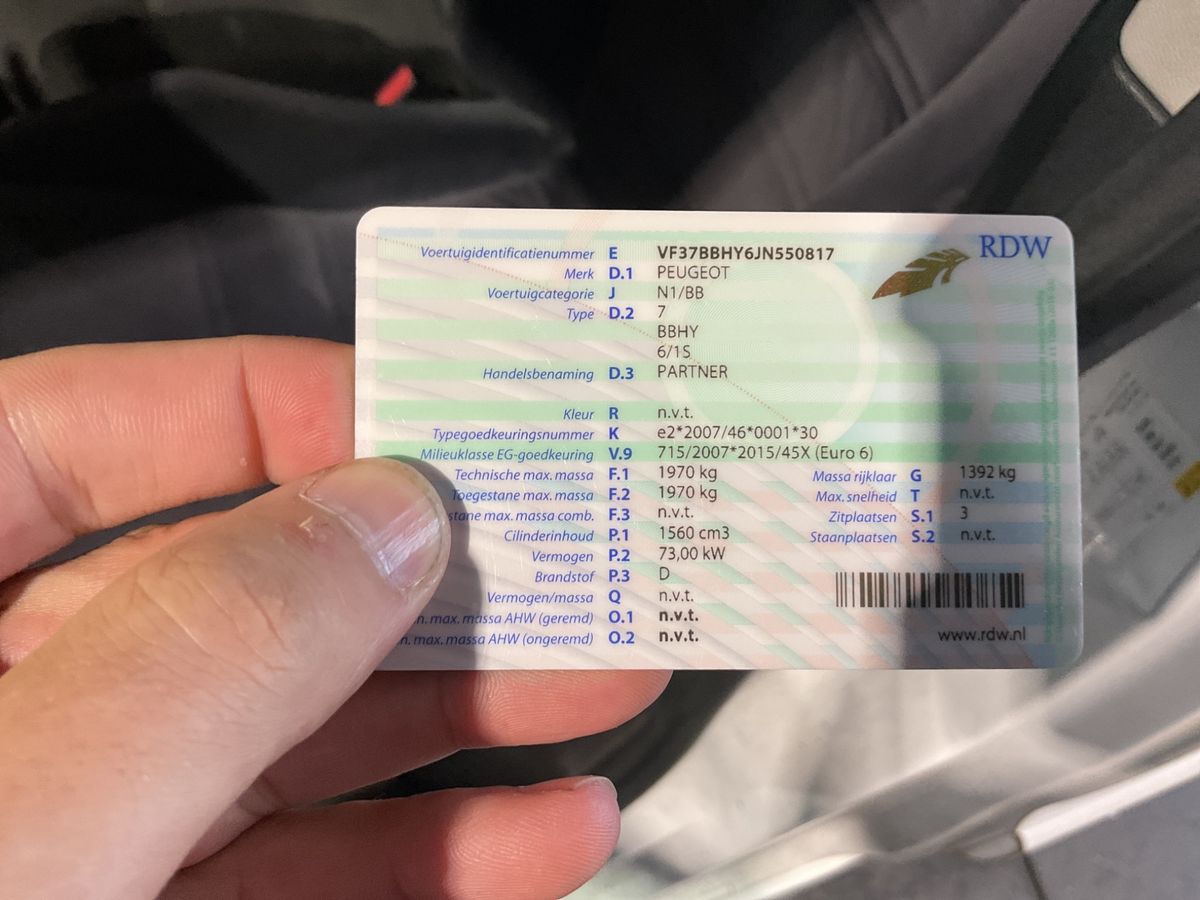 RDW
Voertuigidentificatienummer E VF37BBHY6JN550817
Merk D.1 PEUGEOT
Voertuigcategorie J N1/BB
Type D.2 7
BBHY
6/1S
Handelsbenaming D.3 PARTNER
Kleur R n.v.t.
Typegoedkeuringsnummer K e2*2007/46*0001*30
Milieuklasse EG-goedkeuring V.9 715/2007*2015/45X (Euro 6)
Technische max. massa F.1 1970 kg Massa rijklaar G 1392 kg
Toegestane max. massa F.2 1970 kg Max. snelheid T n.v.t.
max. massa comb. F.3 n.v.t. Zitplaatsen S.1 3
Cilinderinhoud P.1 1560 cm3 Staanplaatsen S.2 n.v.t.
Vermogen P.2 73,00 kW
Brandstof P.3 D
Vermogen/massa Q n.v.t.
max. massa AHW (geremd) O.1 n.v.t.
max. massa AHW (ongeremd) O.2 n.v.t.
www.rdw.nl